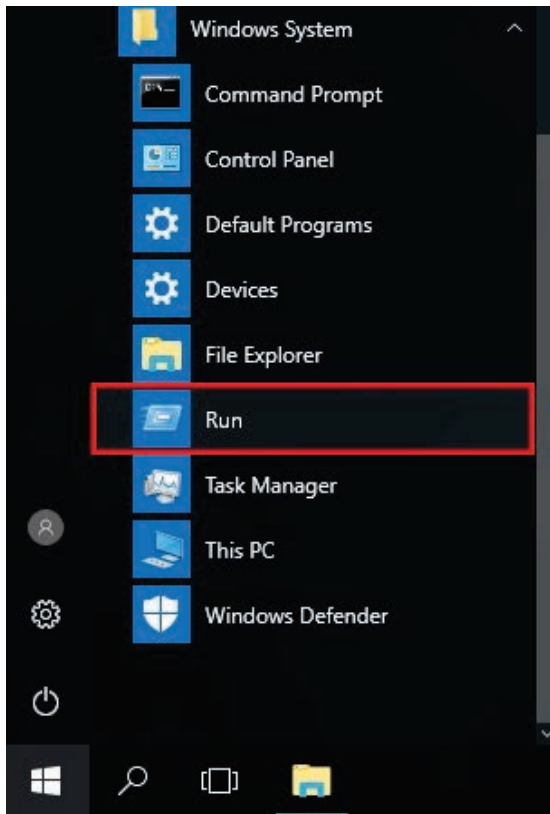 Windows System
Command Prompt
Control Panel
Default Programs
Devices
File Explorer
Run
Task Manager
This PC
Windows Defender